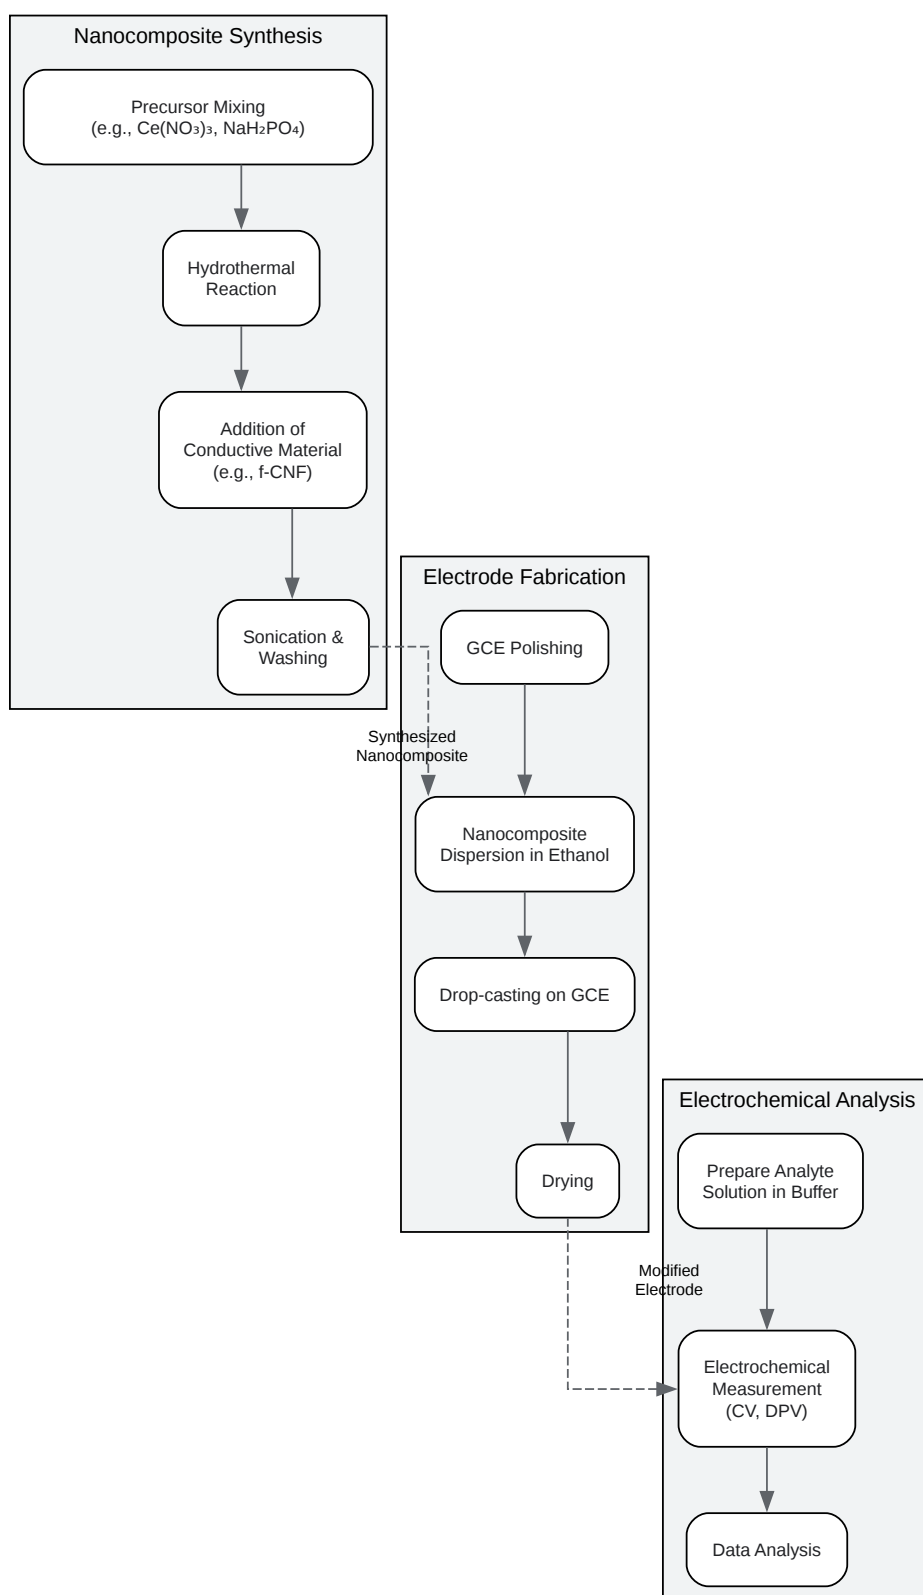 Nanocomposite Synthesis
Precursor Mixing
(e.g., Ce(NO₃)₃, NaH₂PO₄)
Hydrothermal
Reaction
Addition of
Conductive Material
(e.g., f-CNF)
Sonication &
Washing
Synthesized
Nanocomposite
Electrode Fabrication
GCE Polishing
Nanocomposite
Dispersion in Ethanol
Drop-casting on GCE
Drying
Modified
Electrode
Electrochemical Analysis
Prepare Analyte
Solution in Buffer
Electrochemical
Measurement
(CV, DPV)
Data Analysis